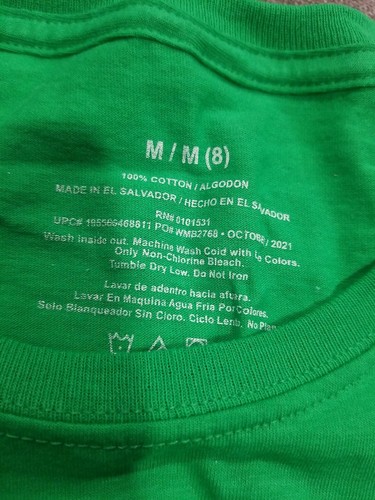 M / M (8)
100% COTTON / ALGODON
MADE IN EL SALVADOR / HECHO EN EL SALVADOR
RN# 0101531
UPC# 195566468811 PO# WMB2768 • OCTOBER / 2021
Wash inside out. Machine Wash Cold with Colors.
Only Non-Chlorine Bleach.
Tumble Dry Low. Do Not Iron
Lavar de adentro hacia afuera.
Lavar En Maquina Agua Fria Por Colores.
Solo Blanqueador Sin Cloro. Ciclo Lento. No